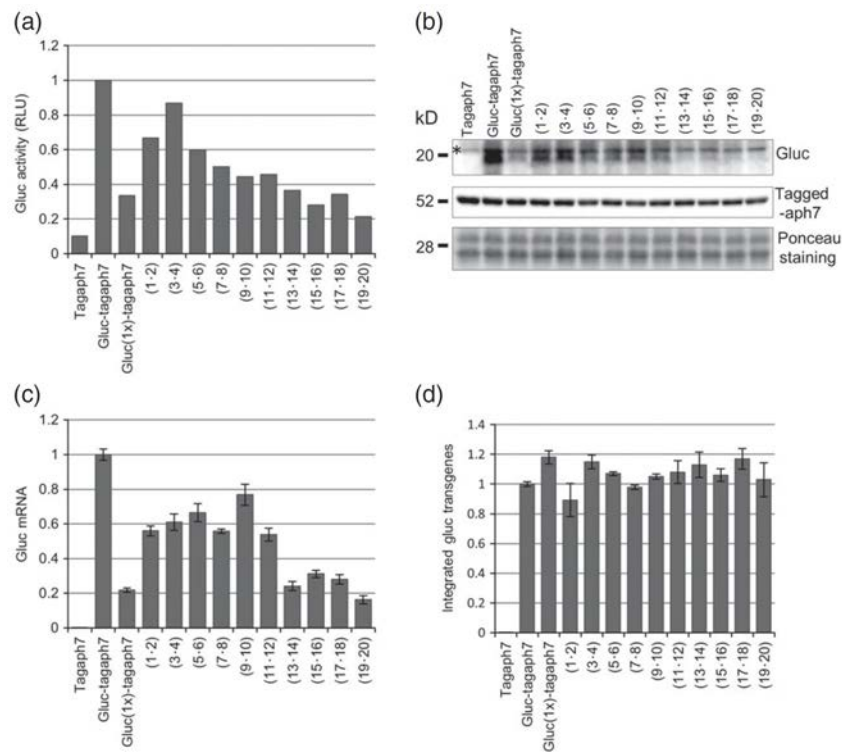 (a)
1.2
1
0.8
0.6
0.4
0.2
0
Gluc activity (RLU)
Tagaph7
Gluc-tagaph7
Gluc(1x)-tagaph7
(1·2)
(3·4)
(5·6)
(7·8)
(9·10)
(11·12)
(13·14)
(15·16)
(17·18)
(19·20)
(b)
kD
Tagaph7
Gluc-tagaph7
Gluc(1x)-tagaph7
(1·2)
(3·4)
(5·6)
(7·8)
(9·10)
(11·12)
(13·14)
(15·16)
(17·18)
(19·20)
*
20
Gluc
52
Tagged
-aph7
28
Ponceau
staining
(c)
1.2
1
0.8
0.6
0.4
0.2
0
Gluc mRNA
Tagaph7
Gluc-tagaph7
Gluc(1x)-tagaph7
(1·2)
(3·4)
(5·6)
(7·8)
(9·10)
(11·12)
(13·14)
(15·16)
(17·18)
(19·20)
(d)
1.4
1.2
1
0.8
0.6
0.4
0.2
0
Integrated gluc transgenes
Tagaph7
Gluc-tagaph7
Gluc(1x)-tagaph7
(1·2)
(3·4)
(5·6)
(7·8)
(9·10)
(11·12)
(13·14)
(15·16)
(17·18)
(19·20)